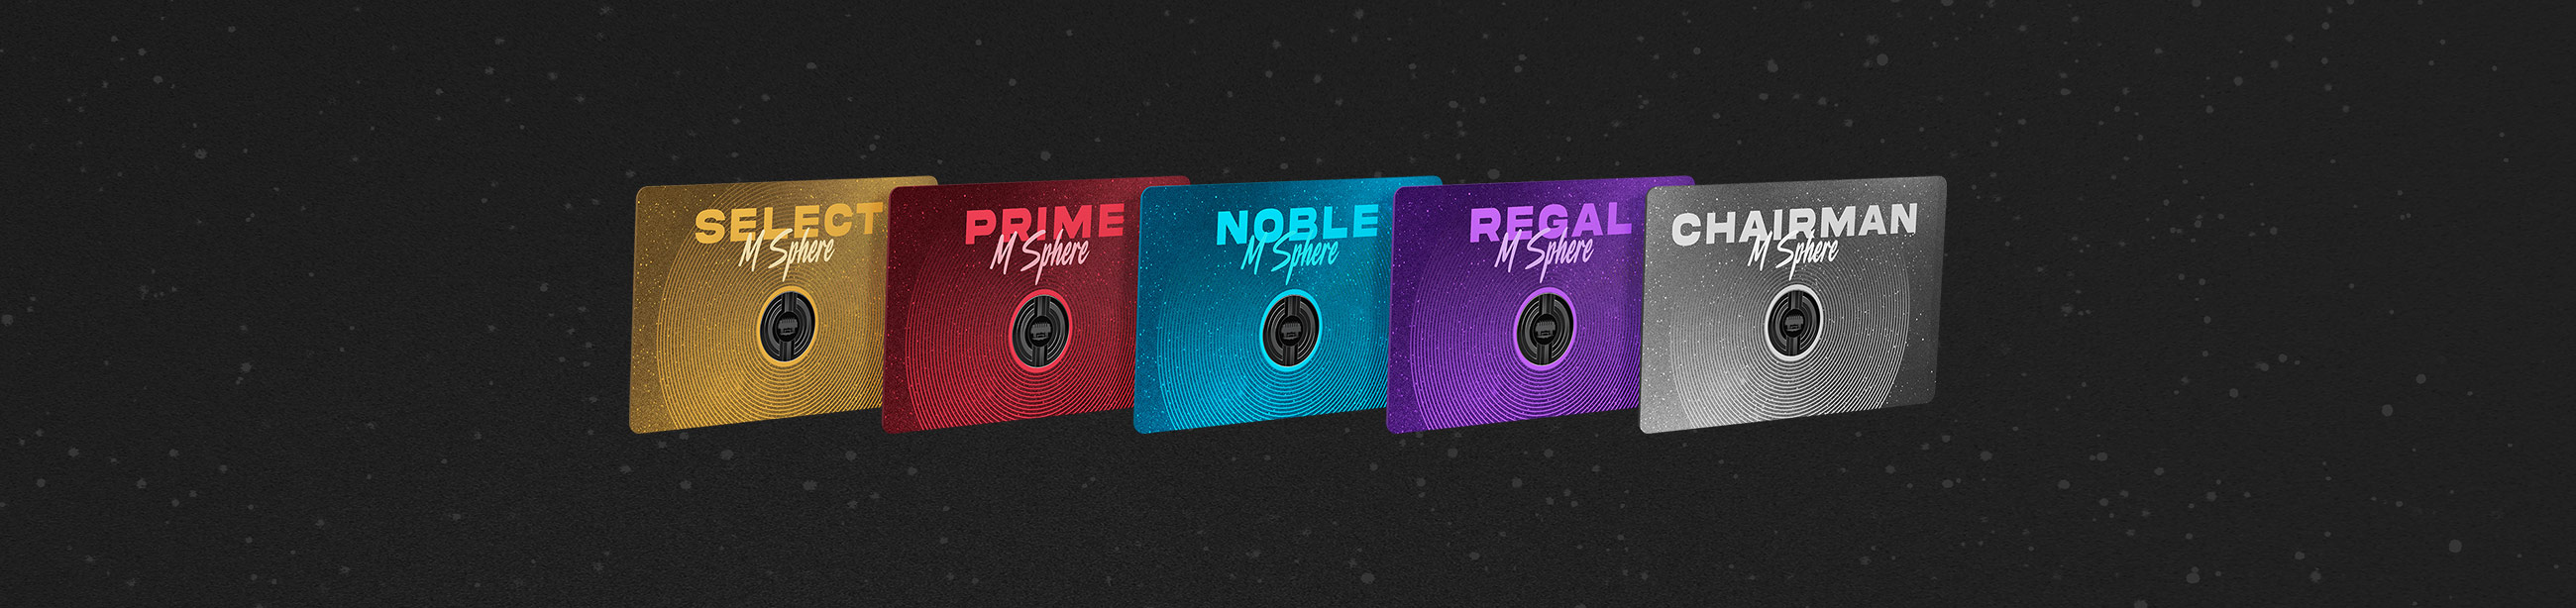 SELECT
M Sphere
PRIME
M Sphere
NOBLE
M Sphere
REGAL
M Sphere
CHAIRMAN
M Sphere